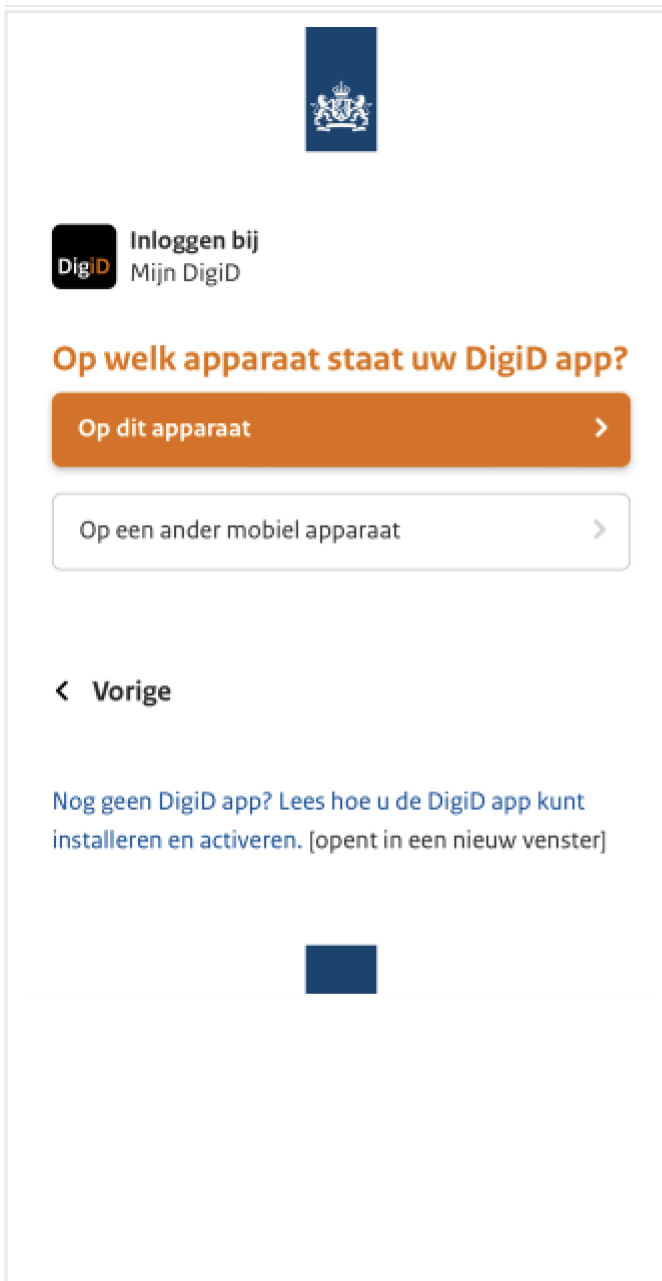 DigiD
Inloggen bij
Mijn DigiD
Op welk apparaat staat uw DigiD app?
Op dit apparaat
Op een ander mobiel apparaat
Vorige
Nog geen DigiD app? Lees hoe u de DigiD app kunt
installeren en activeren. [opent in een nieuw venster]